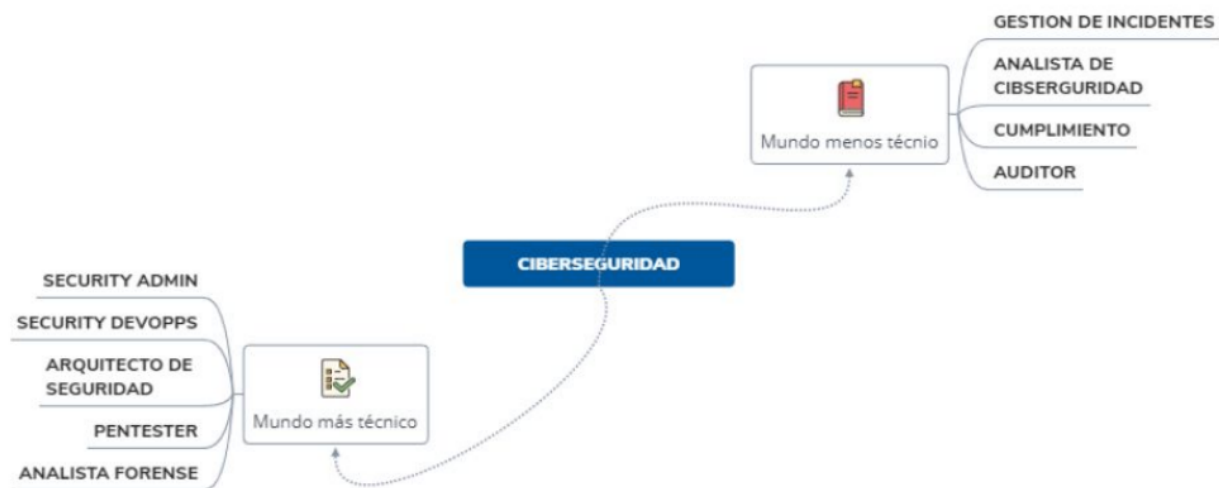 GESTION DE INCIDENTES
ANALISTA DE
CIBSERGURIDAD
Mundo menos técnio
CUMPLIMIENTO
AUDITOR
CIBERSEGURIDAD
SECURITY ADMIN
SECURITY DEVOPPS
ARQUITECTO DE
SEGURIDAD
Mundo más técnico
PENTESTER
ANALISTA FORENSE